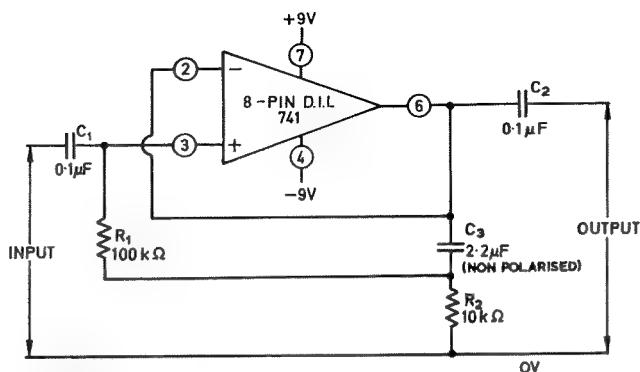 +9V
7
2
8-PIN D.I.L
741
6
C2
0·1µF
C1
0·1µF
3
4
-9V
R1
100kΩ
C3
2·2µF
(NON POLARISED)
INPUT
OUTPUT
R2
10kΩ
0V
−
+